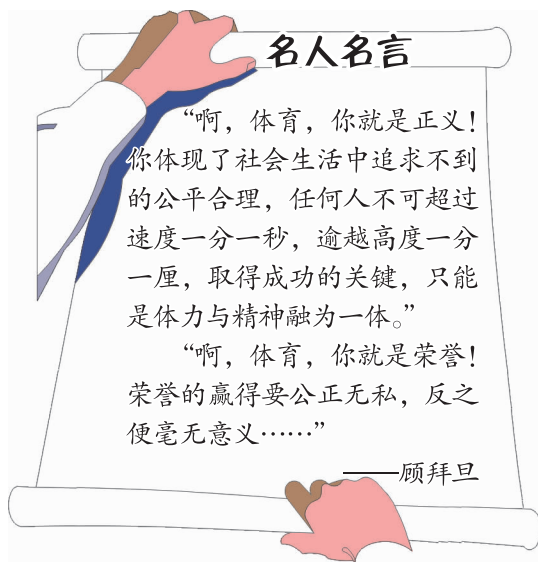 名人名言
“啊，体育，你就是正义！
你体现了社会生活中追求不到
的公平合理，任何人不可超过
速度一分一秒，逾越高度一分
一厘，取得成功的关键，只能
是体力与精神融为一体。”
“啊，体育，你就是荣誉！
荣誉的赢得要公正无私，反之
便毫无意义……”
——顾拜旦